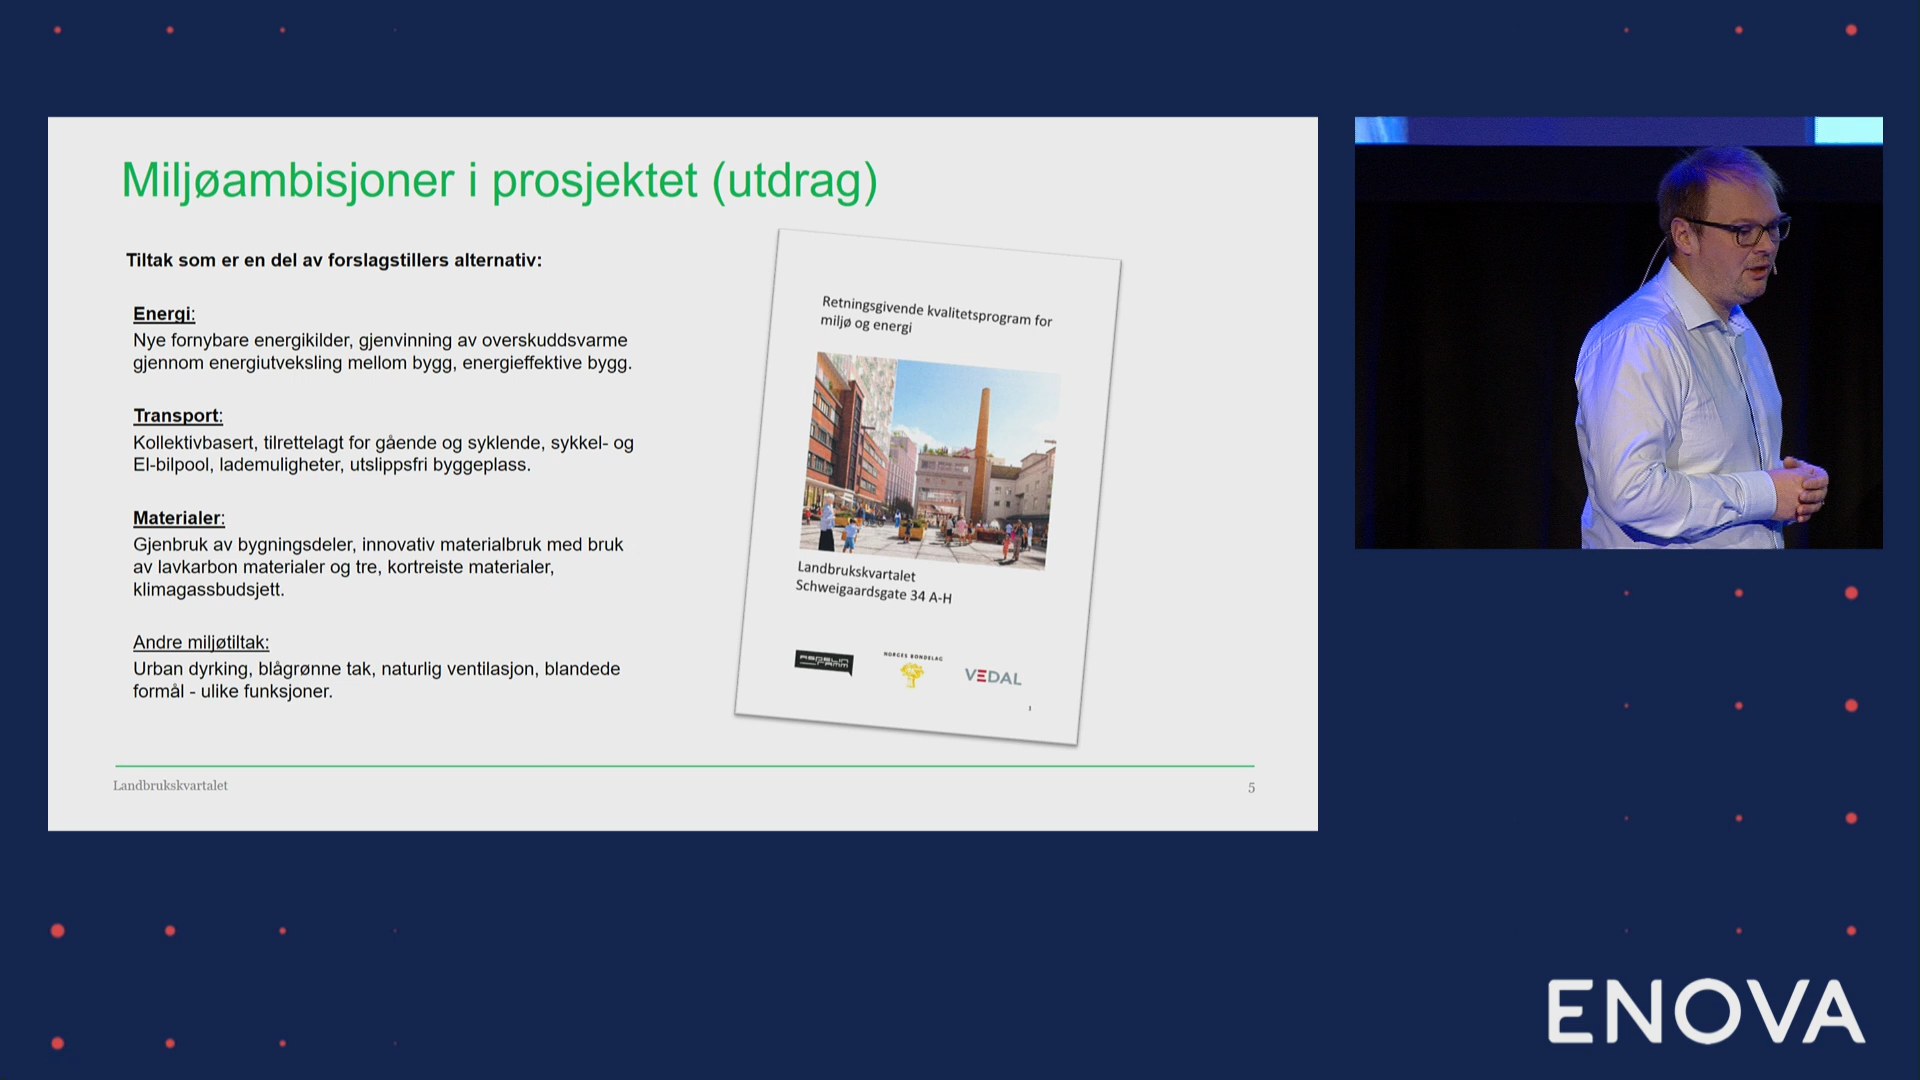 Miljøambisjoner i prosjektet (utdrag)
Tiltak som er en del av forslagstillers alternativ:
Energi:
Nye fornybare energikilder, gjenvinning av overskuddsvarme
gjennom energiutveksling mellom bygg, energieffektive bygg.
Transport:
Kollektivbasert, tilrettelagt for gående og syklende, sykkel- og
El-bilpool, lademuligheter, utslippsfri byggeplass.
Materialer:
Gjenbruk av bygningsdeler, innovativ materialbruk med bruk
av lavkarbon materialer og tre, kortreiste materialer,
klimagassbudsjett.
Andre miljøtiltak:
Urban dyrking, blågrønne tak, naturlig ventilasjon, blandede
formål - ulike funksjoner.
Retningsgivende kvalitetsprogram for
miljø og energi
Landbrukskvartalet
Schweigaardsgate 34 A-H
ASPELIN
RAMM
NORGES BONDELAG
VEDAL
1
Landbrukskvartalet
5
ENOVA